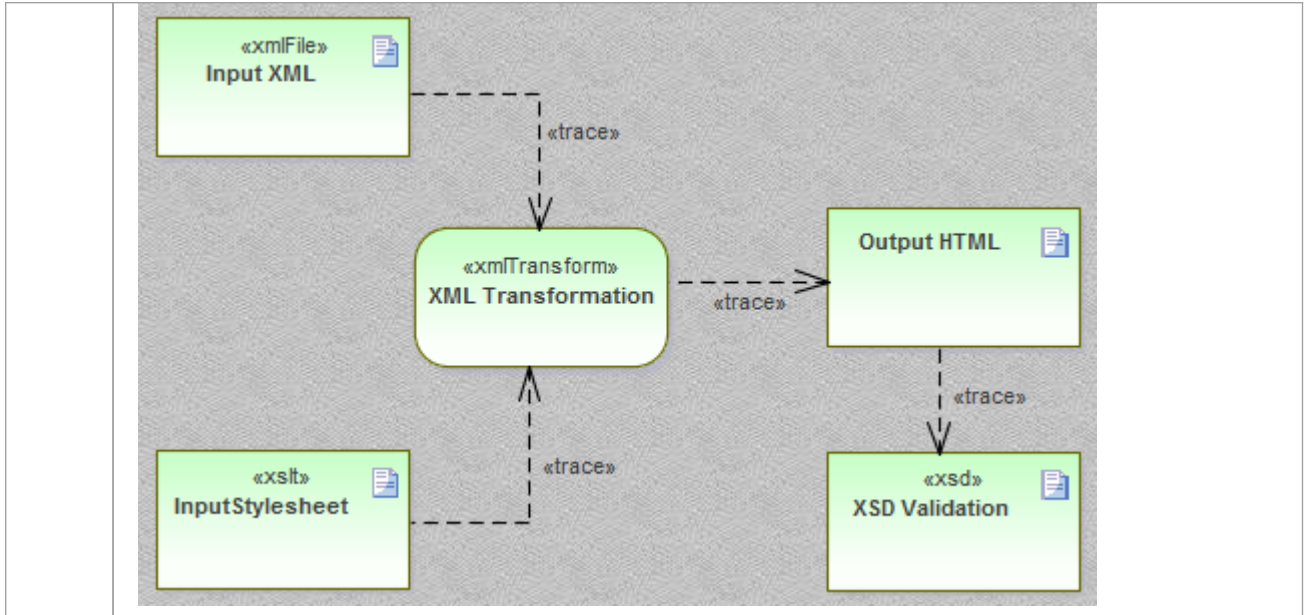 «xmlFile»
Input XML
«trace»
«xmlTransform»
XML Transformation
«trace»
Output HTML
«trace»
«xslt»
InputStylesheet
«trace»
«xsd»
XSD Validation